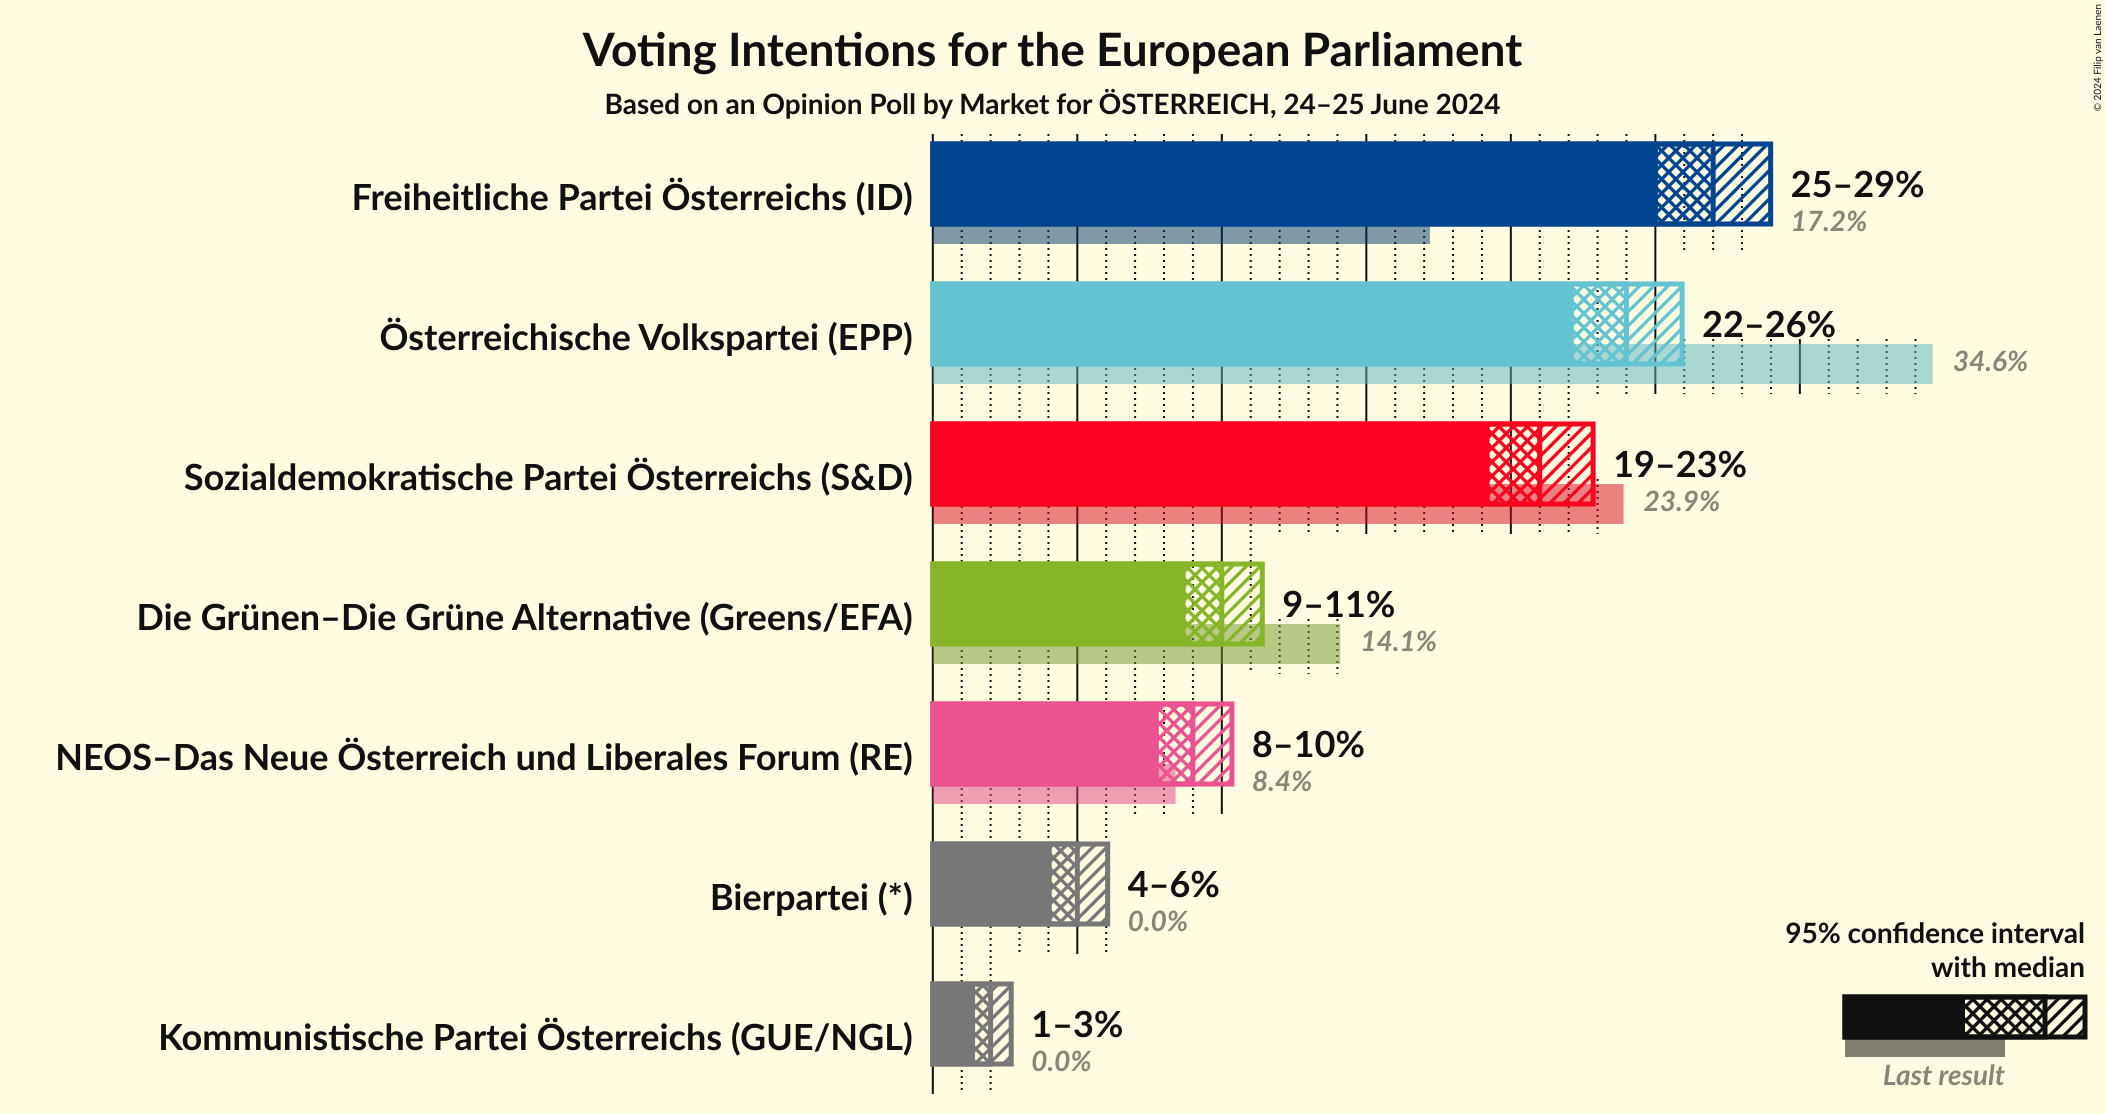 Voting Intentions for the European Parliament
Based on an Opinion Poll by Market for ÖSTERREICH, 24–25 June 2024
© 2024 Filip van Laenen
Freiheitliche Partei Österreichs (ID)
25–29%
17.2%
Österreichische Volkspartei (EPP)
22–26%
34.6%
Sozialdemokratische Partei Österreichs (S&D)
19–23%
23.9%
Die Grünen–Die Grüne Alternative (Greens/EFA)
9–11%
14.1%
NEOS–Das Neue Österreich und Liberales Forum (RE)
8–10%
8.4%
Bierpartei (*)
4–6%
0.0%
Kommunistische Partei Österreichs (GUE/NGL)
1–3%
0.0%
95% confidence interval
with median
Last result